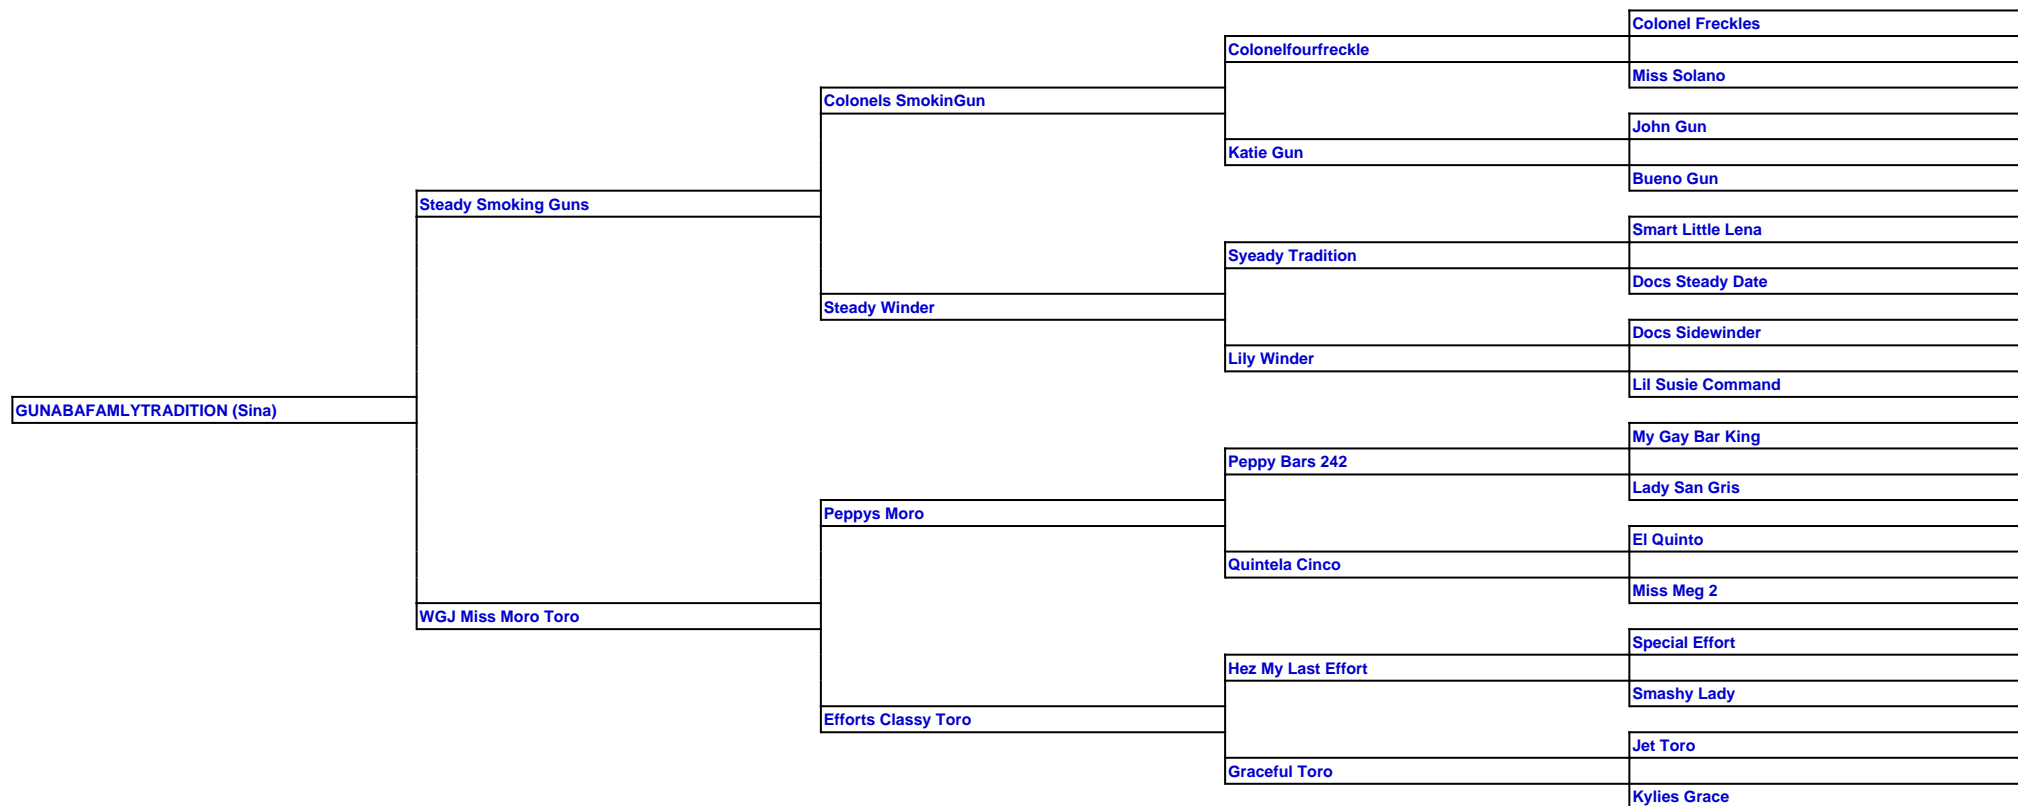 Colonel Freckles
Colonelfourfreckle
Miss Solano
Colonels SmokinGun
John Gun
Katie Gun
Bueno Gun
Steady Smoking Guns
Smart Little Lena
Syeady Tradition
Docs Steady Date
Steady Winder
Docs Sidewinder
Lily Winder
Lil Susie Command
GUNABAFAMLYTRADITION (Sina)
My Gay Bar King
Peppy Bars 242
Lady San Gris
Peppys Moro
El Quinto
Quintela Cinco
Miss Meg 2
WGJ Miss Moro Toro
Special Effort
Hez My Last Effort
Smashy Lady
Efforts Classy Toro
Jet Toro
Graceful Toro
Kylies Grace